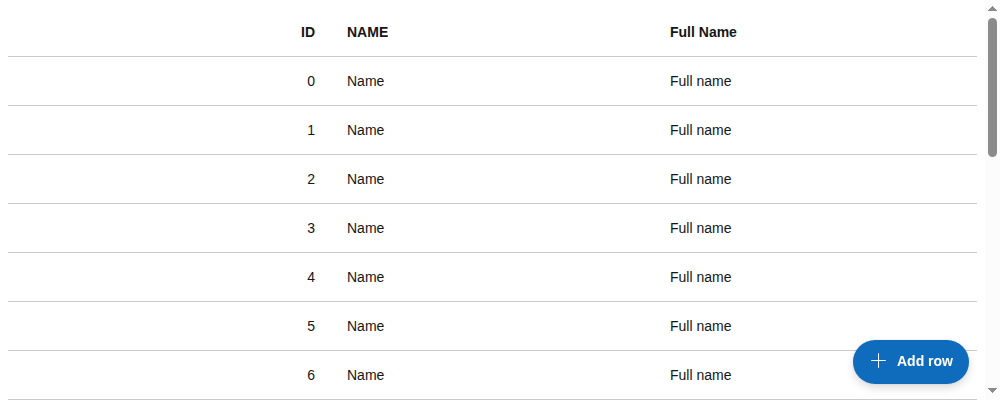 ID NAME Full Name
0 Name Full name
1 Name Full name
2 Name Full name
3 Name Full name
4 Name Full name
5 Name Full name
6 Name Full name
Add row